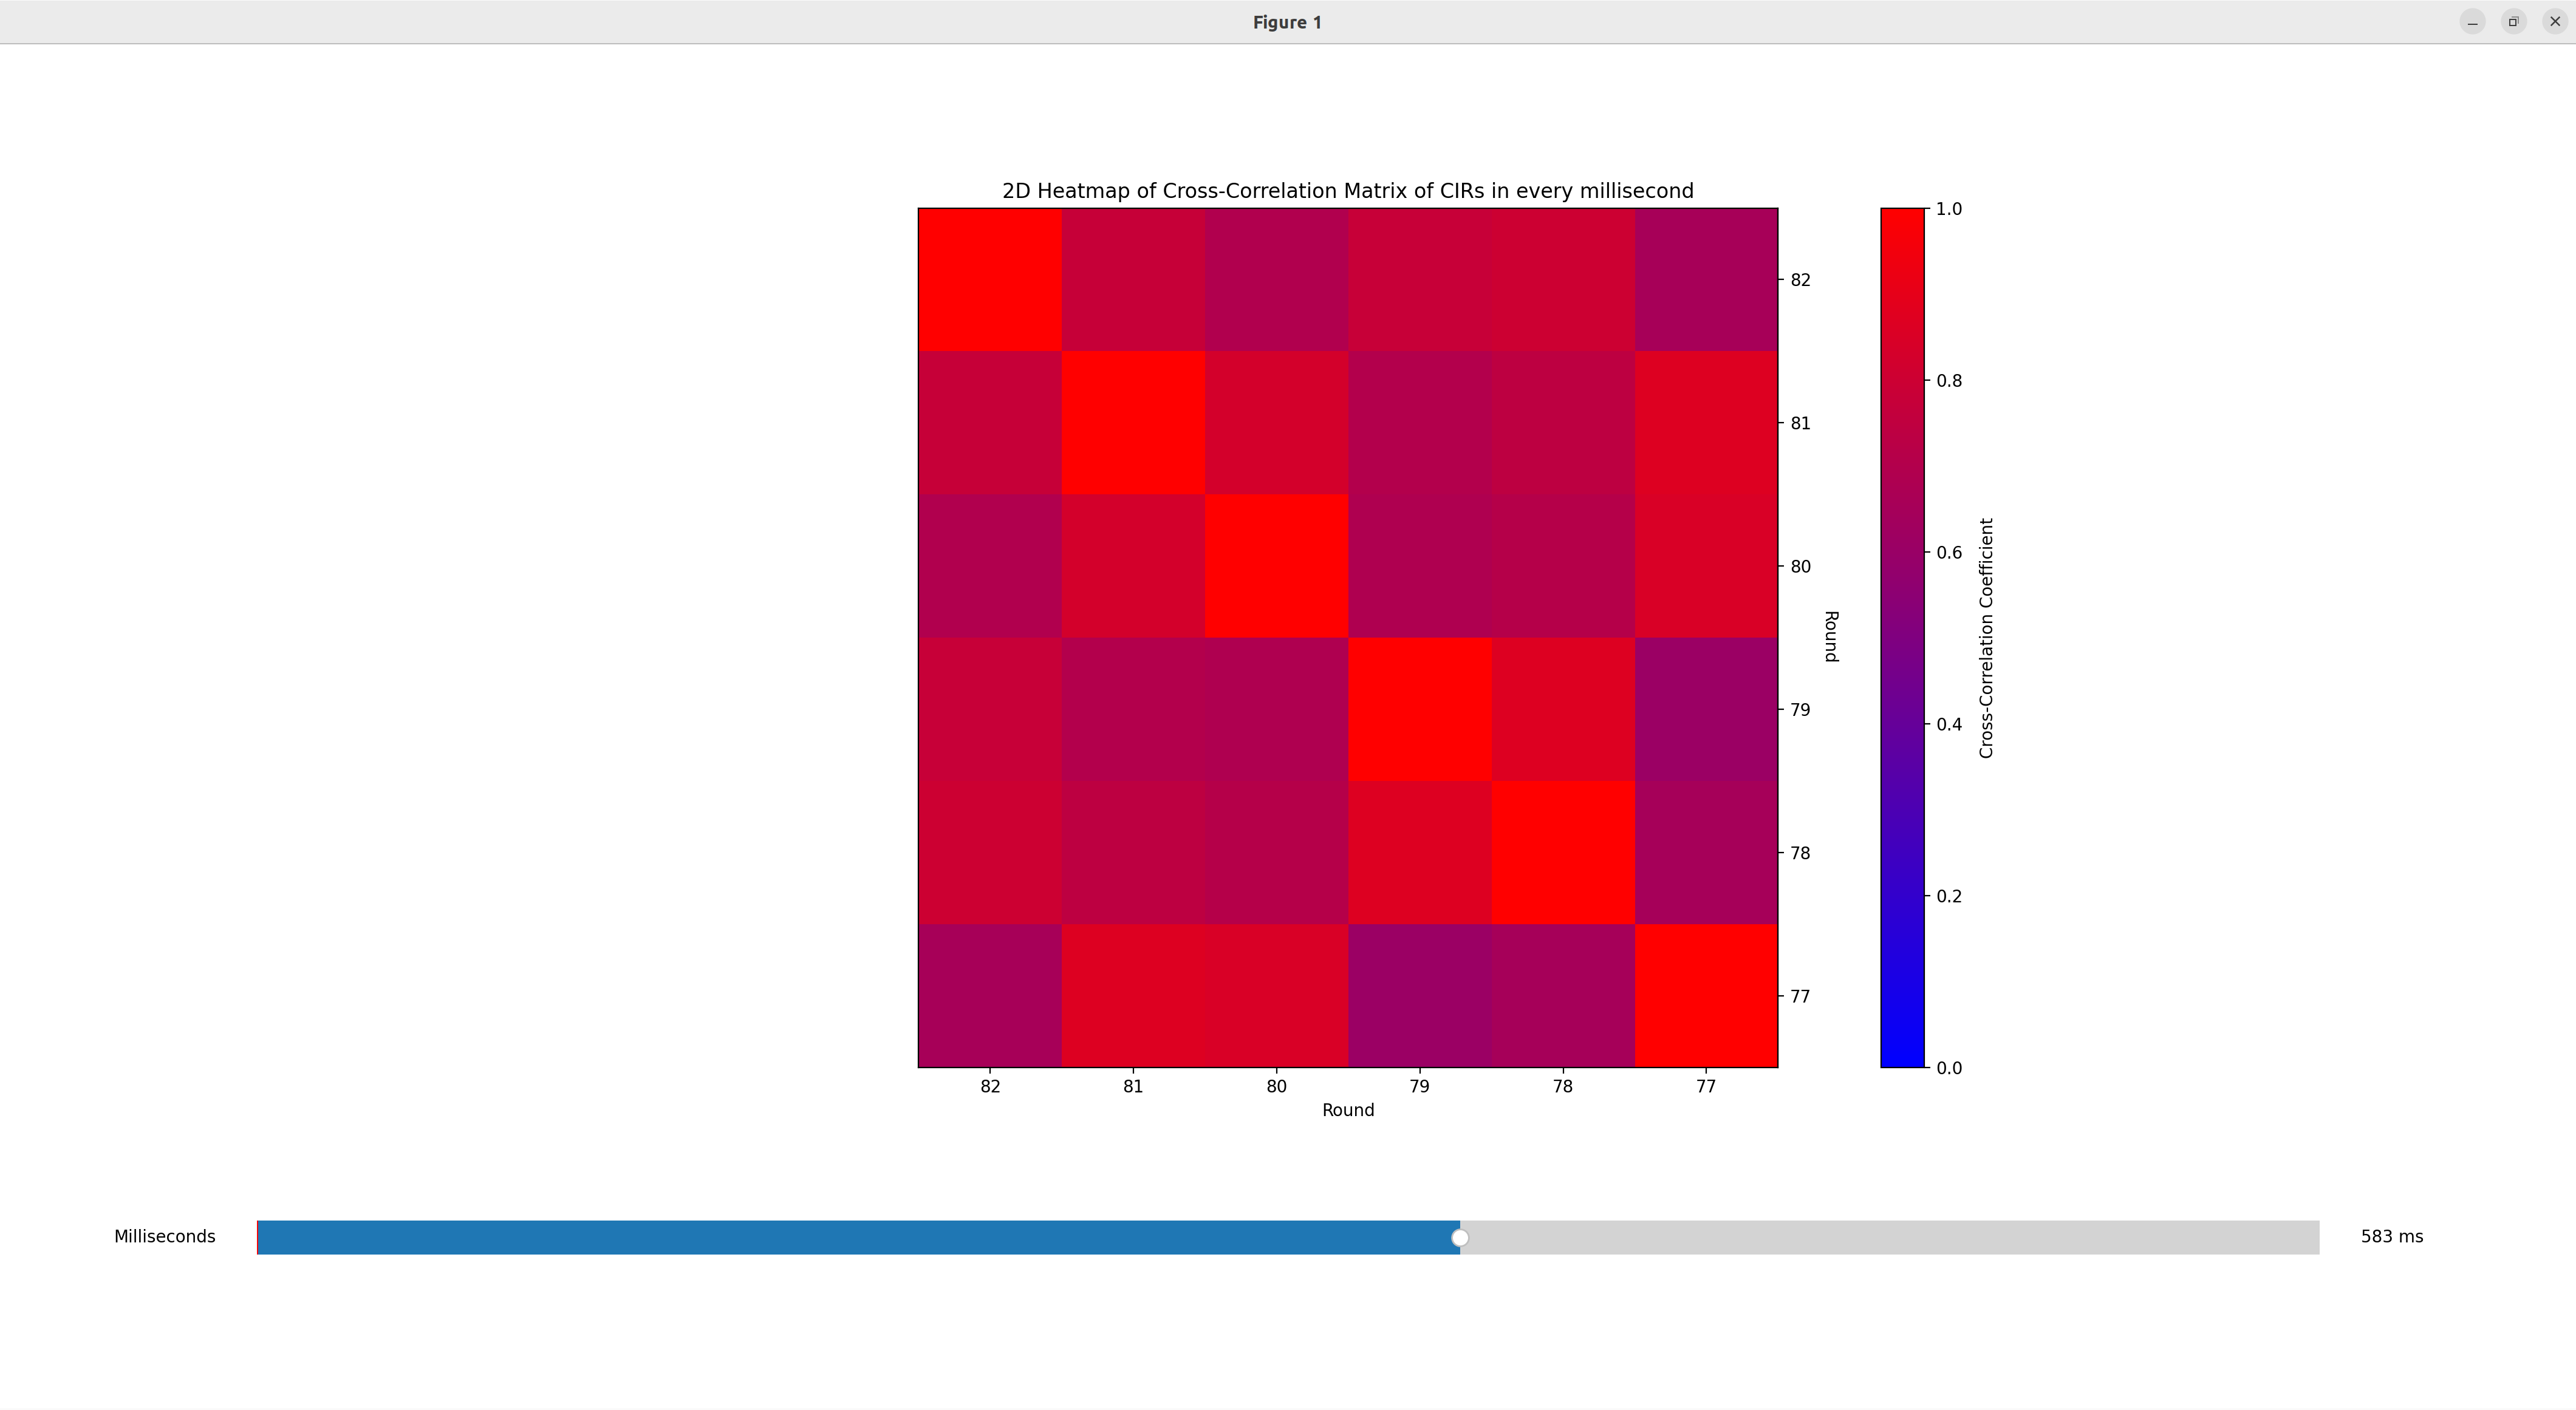 Figure 1
2D Heatmap of Cross-Correlation Matrix of CIRs in every millisecond
82
81
80
79
78
77
Round
82 81 80 79 78 77
Round
1.0
0.8
0.6
0.4
0.2
0.0
Cross-Correlation Coefficient
Milliseconds 583 ms